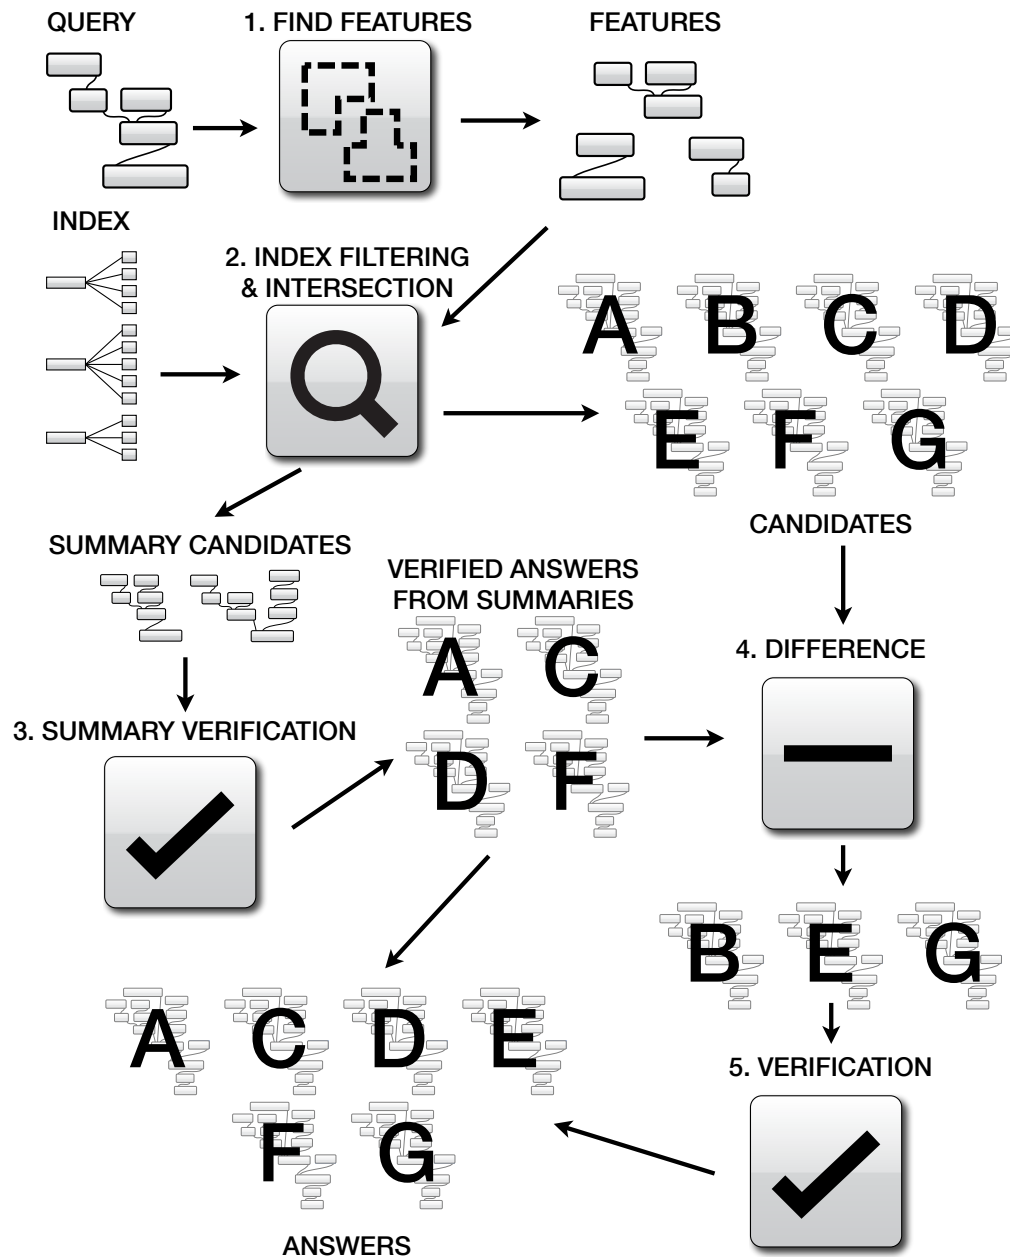 QUERY
1. FIND FEATURES
FEATURES
INDEX
2. INDEX FILTERING
& INTERSECTION
A
B
C
D
E
F
G
CANDIDATES
SUMMARY CANDIDATES
VERIFIED ANSWERS
FROM SUMMARIES
A
C
D
F
3. SUMMARY VERIFICATION
4. DIFFERENCE
B
E
G
5. VERIFICATION
A
C
D
E
F
G
ANSWERS